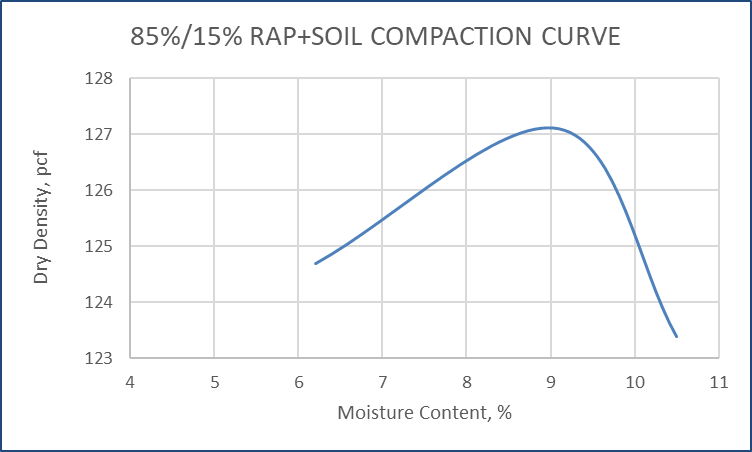 85%/15% RAP+SOIL COMPACTION CURVE
128
127
126
125
124
123
Dry Density, pcf
4 5 6 7 8 9 10 11
Moisture Content, %